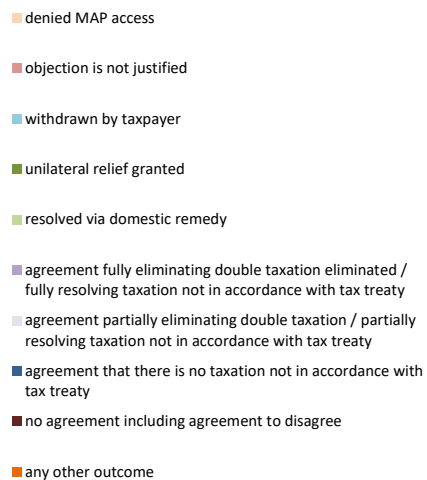 denied MAP access
objection is not justified
withdrawn by taxpayer
unilateral relief granted
resolved via domestic remedy
agreement fully eliminating double taxation eliminated /
fully resolving taxation not in accordance with tax treaty
agreement partially eliminating double taxation / partially
resolving taxation not in accordance with tax treaty
agreement that there is no taxation not in accordance with
tax treaty
no agreement including agreement to disagree
any other outcome